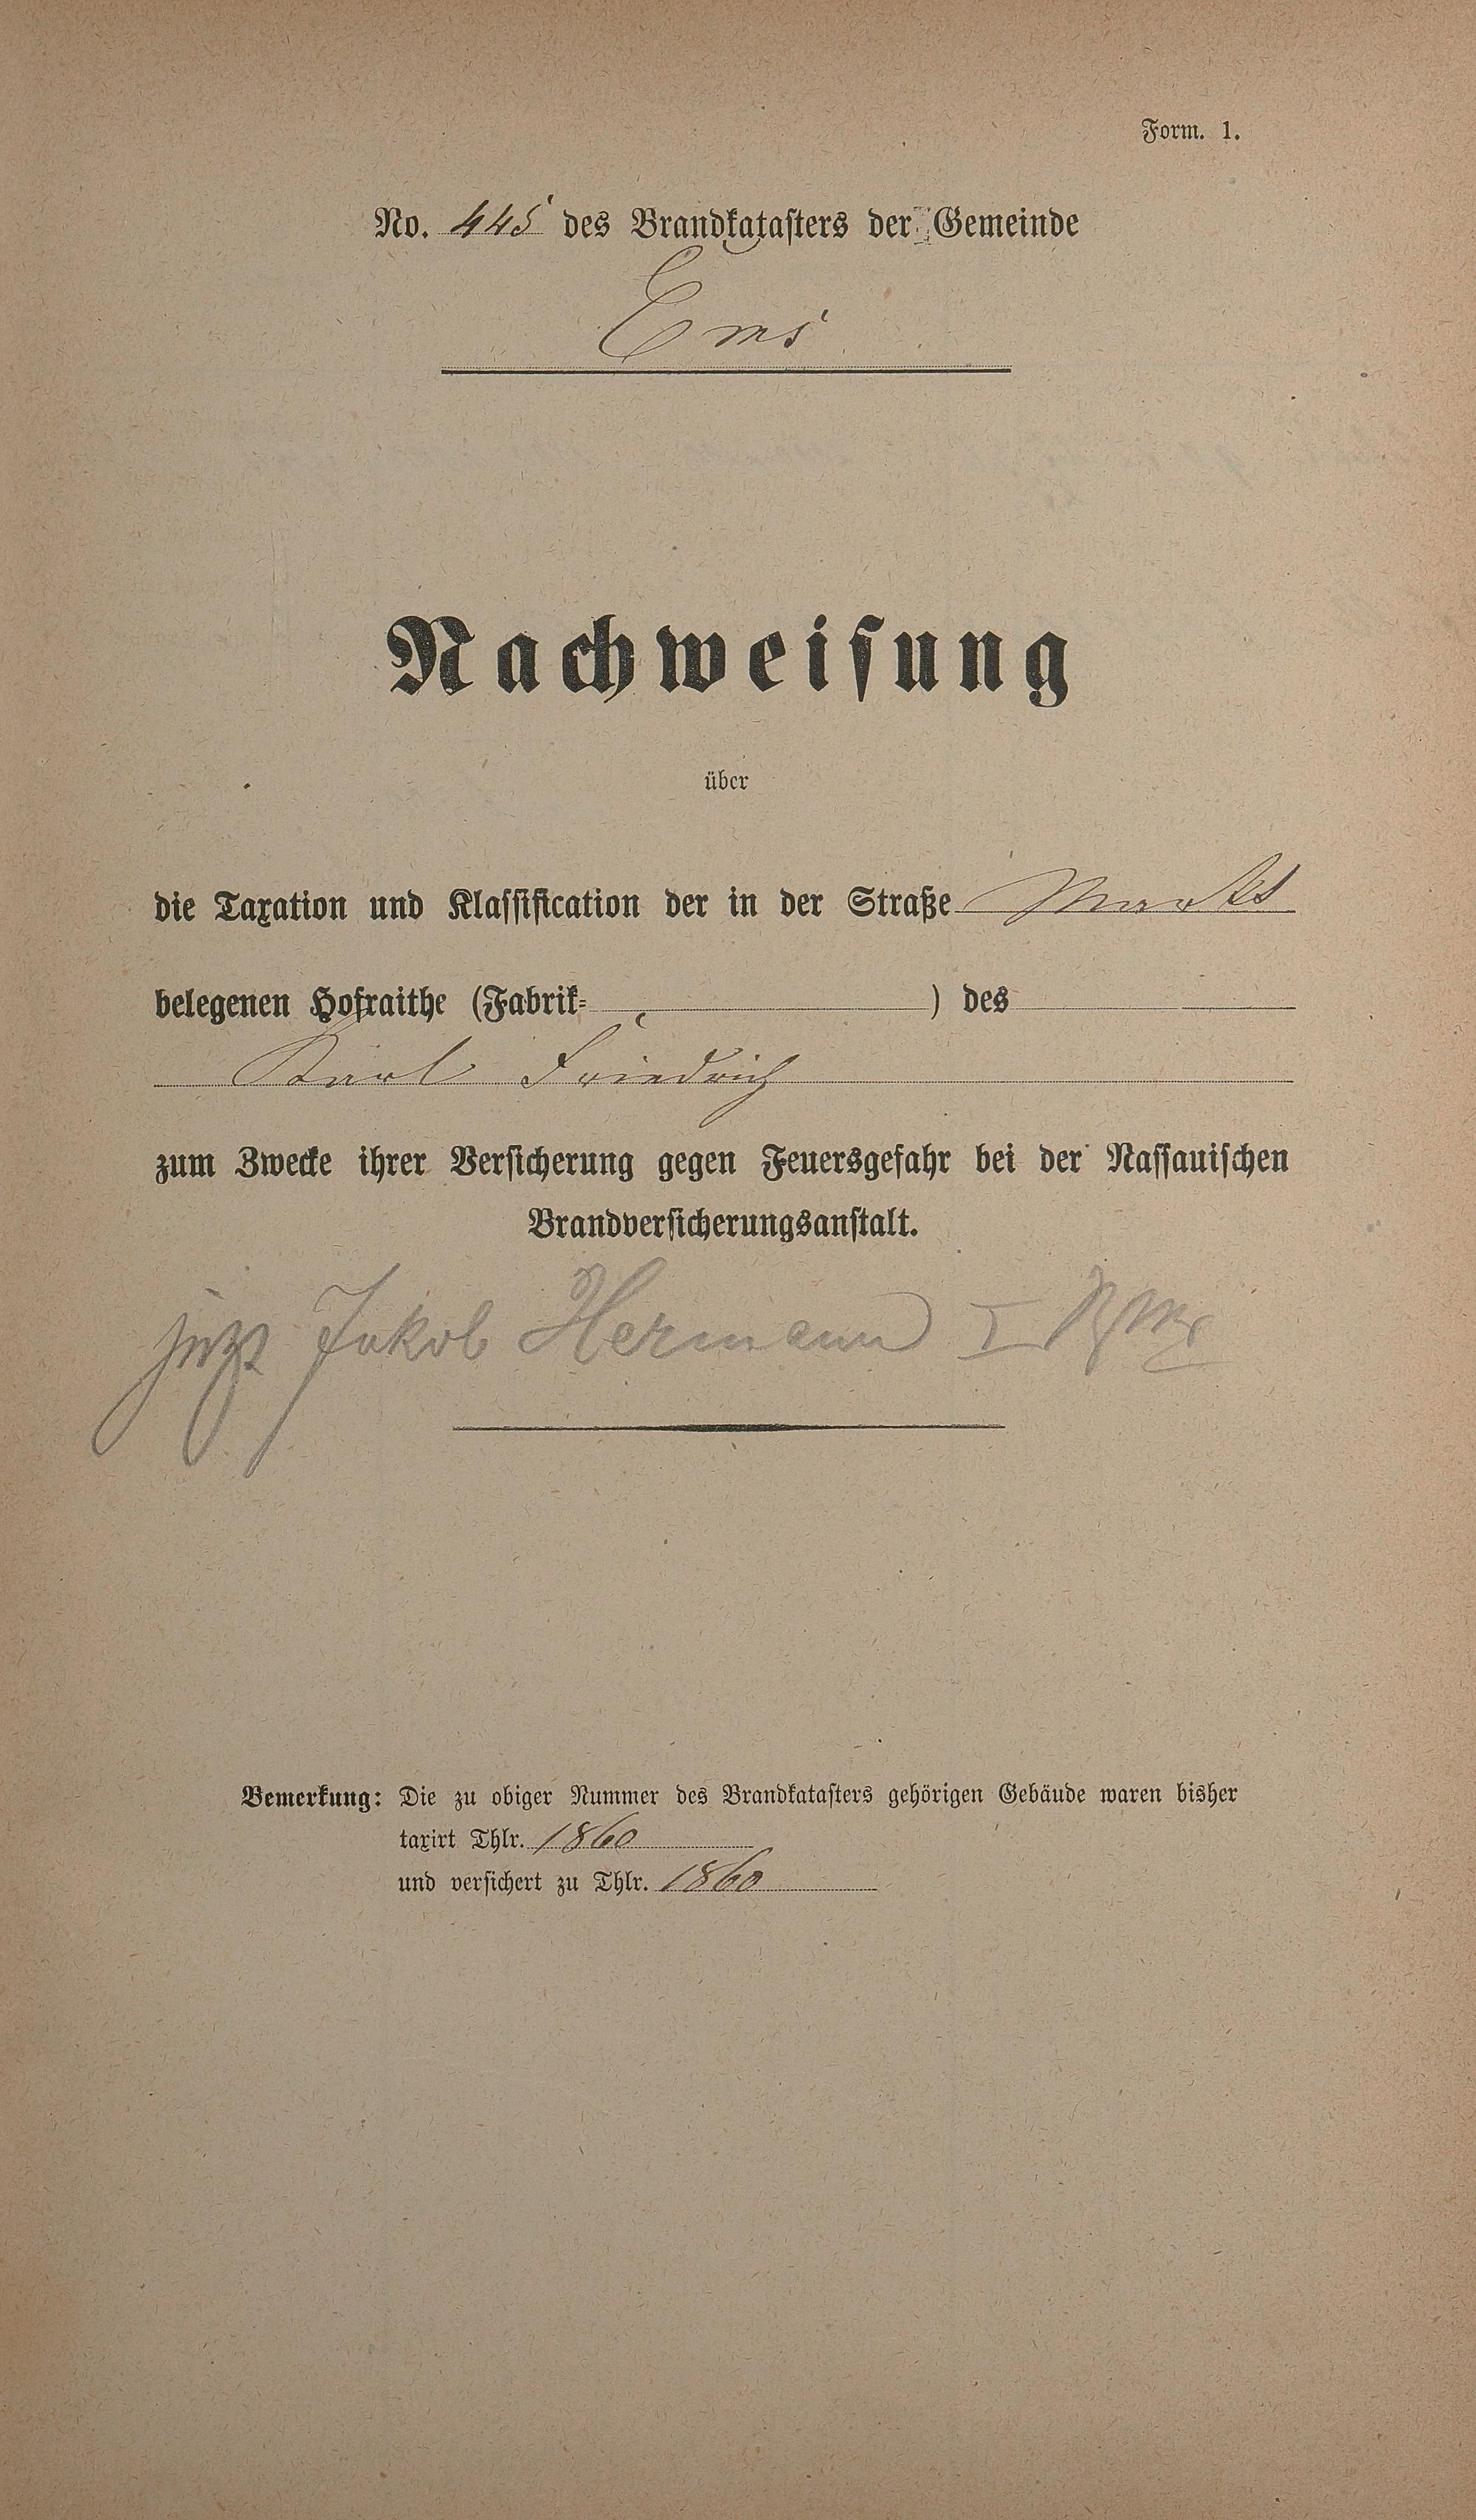 Form. 1.
No. 445 des Brandkatasters der Gemeinde
Ems
Nachweisung
über
die Taxation und Klassification der in der Straße Markt
belegenen Hofraithe (Fabrik- ) des
Karl Friedrich
zum Zwecke ihrer Versicherung gegen Feuersgefahr bei der Nassauischen
Brandversicherungsanstalt.
jetzt Jakob Hermann I
Bemerkung: Die zu obiger Nummer des Brandkatasters gehörigen Gebäude waren bisher
taxirt Thlr. 1860
und versichert zu Thlr. 1860